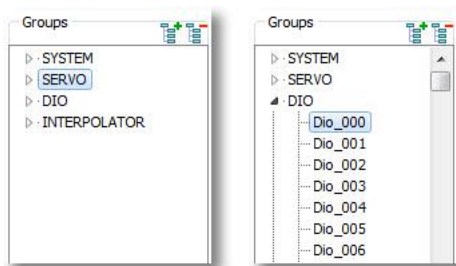 Groups
SYSTEM
SERVO
DIO
INTERPOLATOR
Groups
SYSTEM
SERVO
DIO
Dio_000
Dio_001
Dio_002
Dio_003
Dio_004
Dio_005
Dio_006